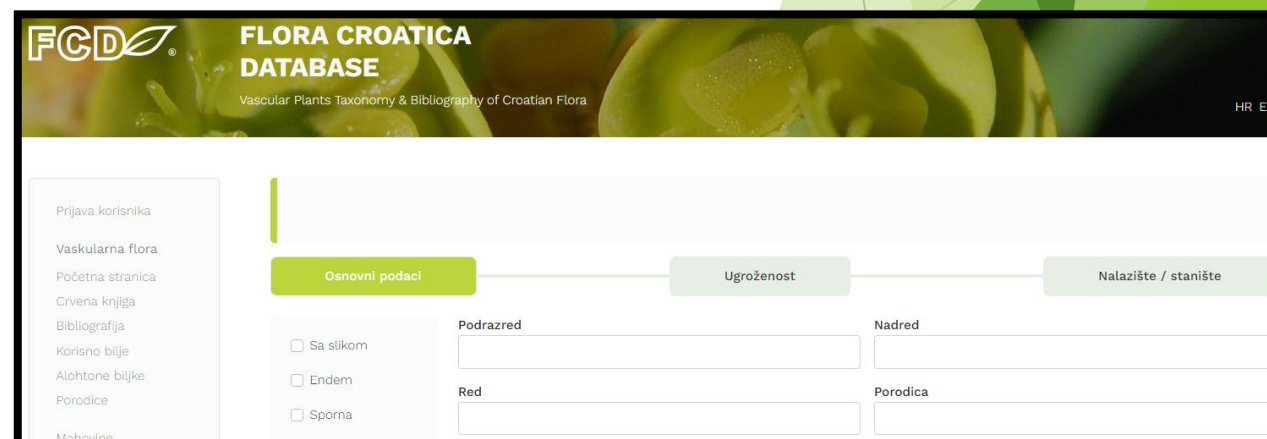 FCD®
FLORA CROATICA
DATABASE
Vascular Plants Taxonomy & Bibliography of Croatian Flora
HR E
Prijava korisnika
Vaskularna flora
Početna stranica
Crvena knjiga
Bibliografija
Korisno bilje
Alohtone biljke
Porodice
Mahovine
Osnovni podaci
Ugroženost
Nalazište / stanište
Sa slikom
Endem
Sporna
Podrazred
Nadred
Red
Porodica